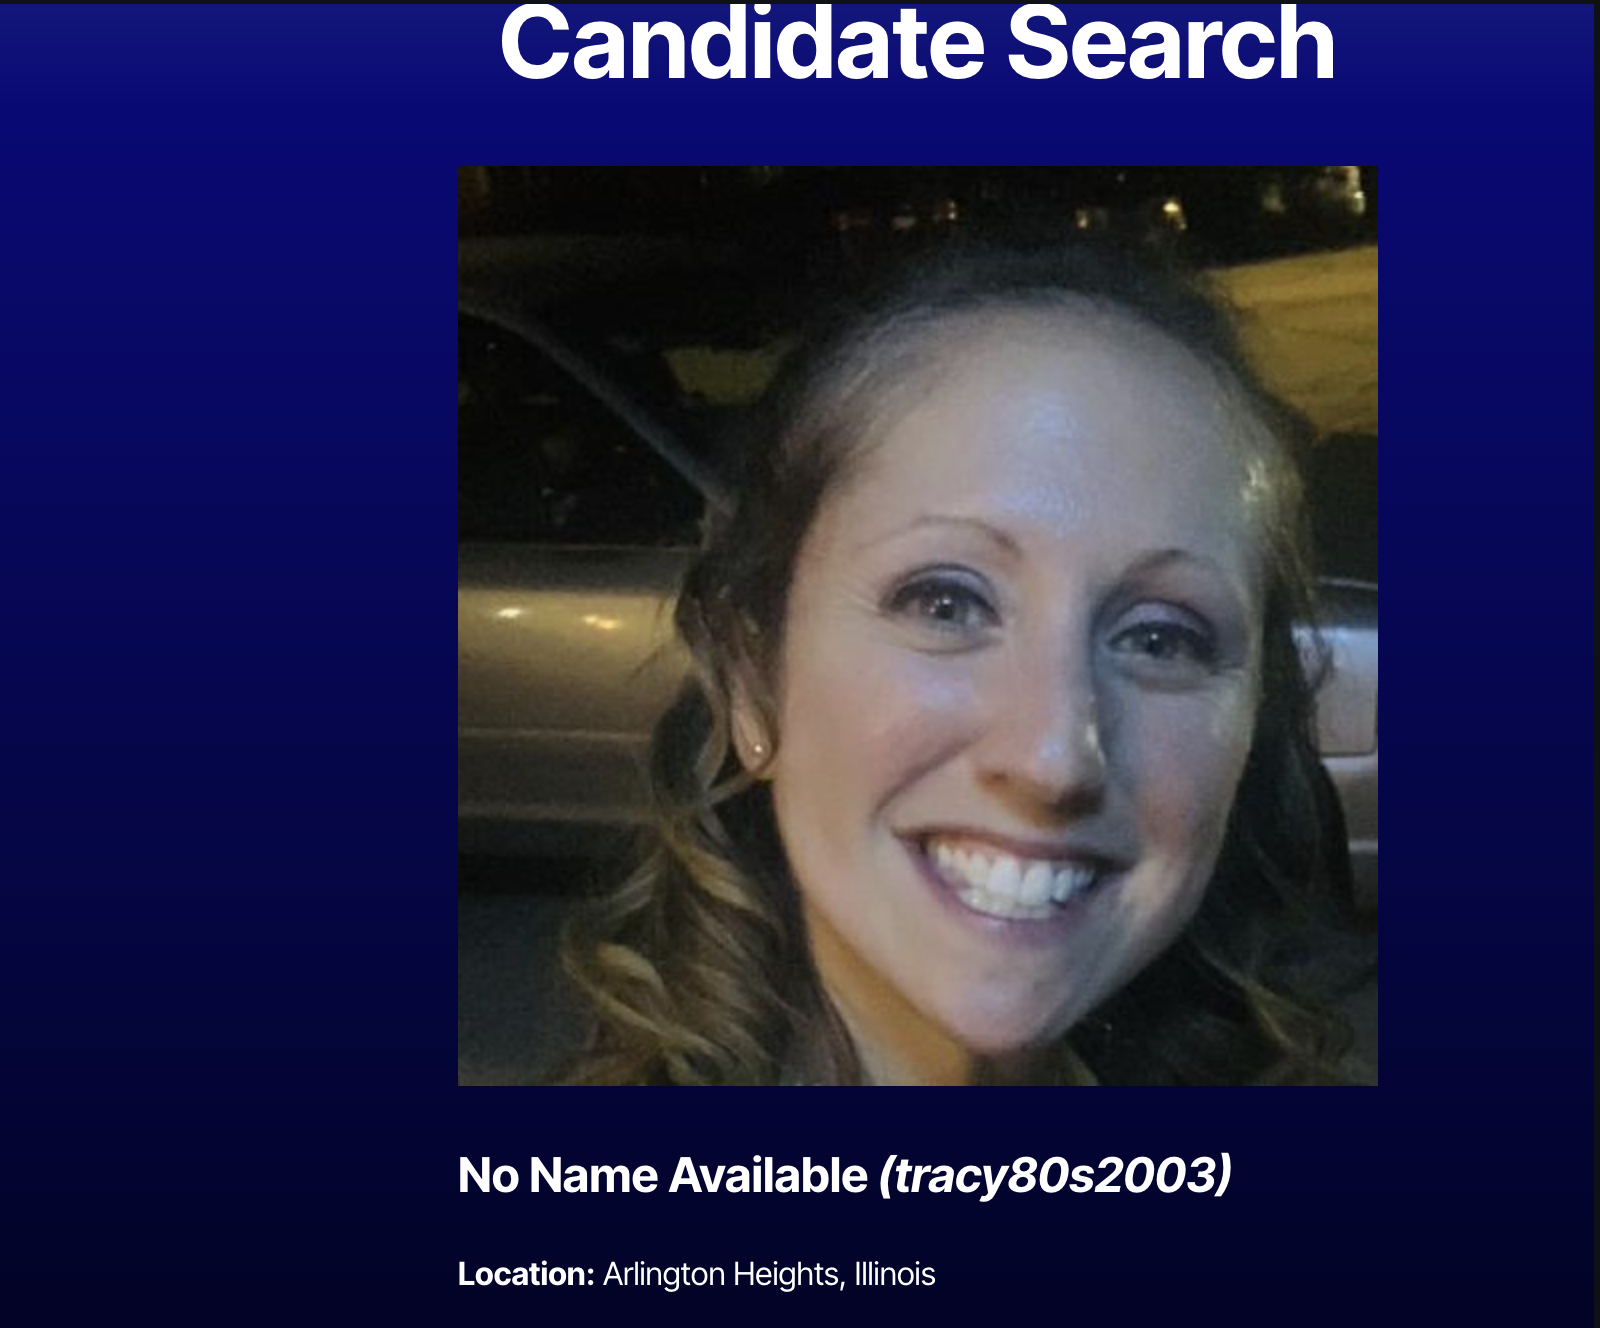 Candidate Search
No Name Available (tracy80s2003)
Location: Arlington Heights, Illinois